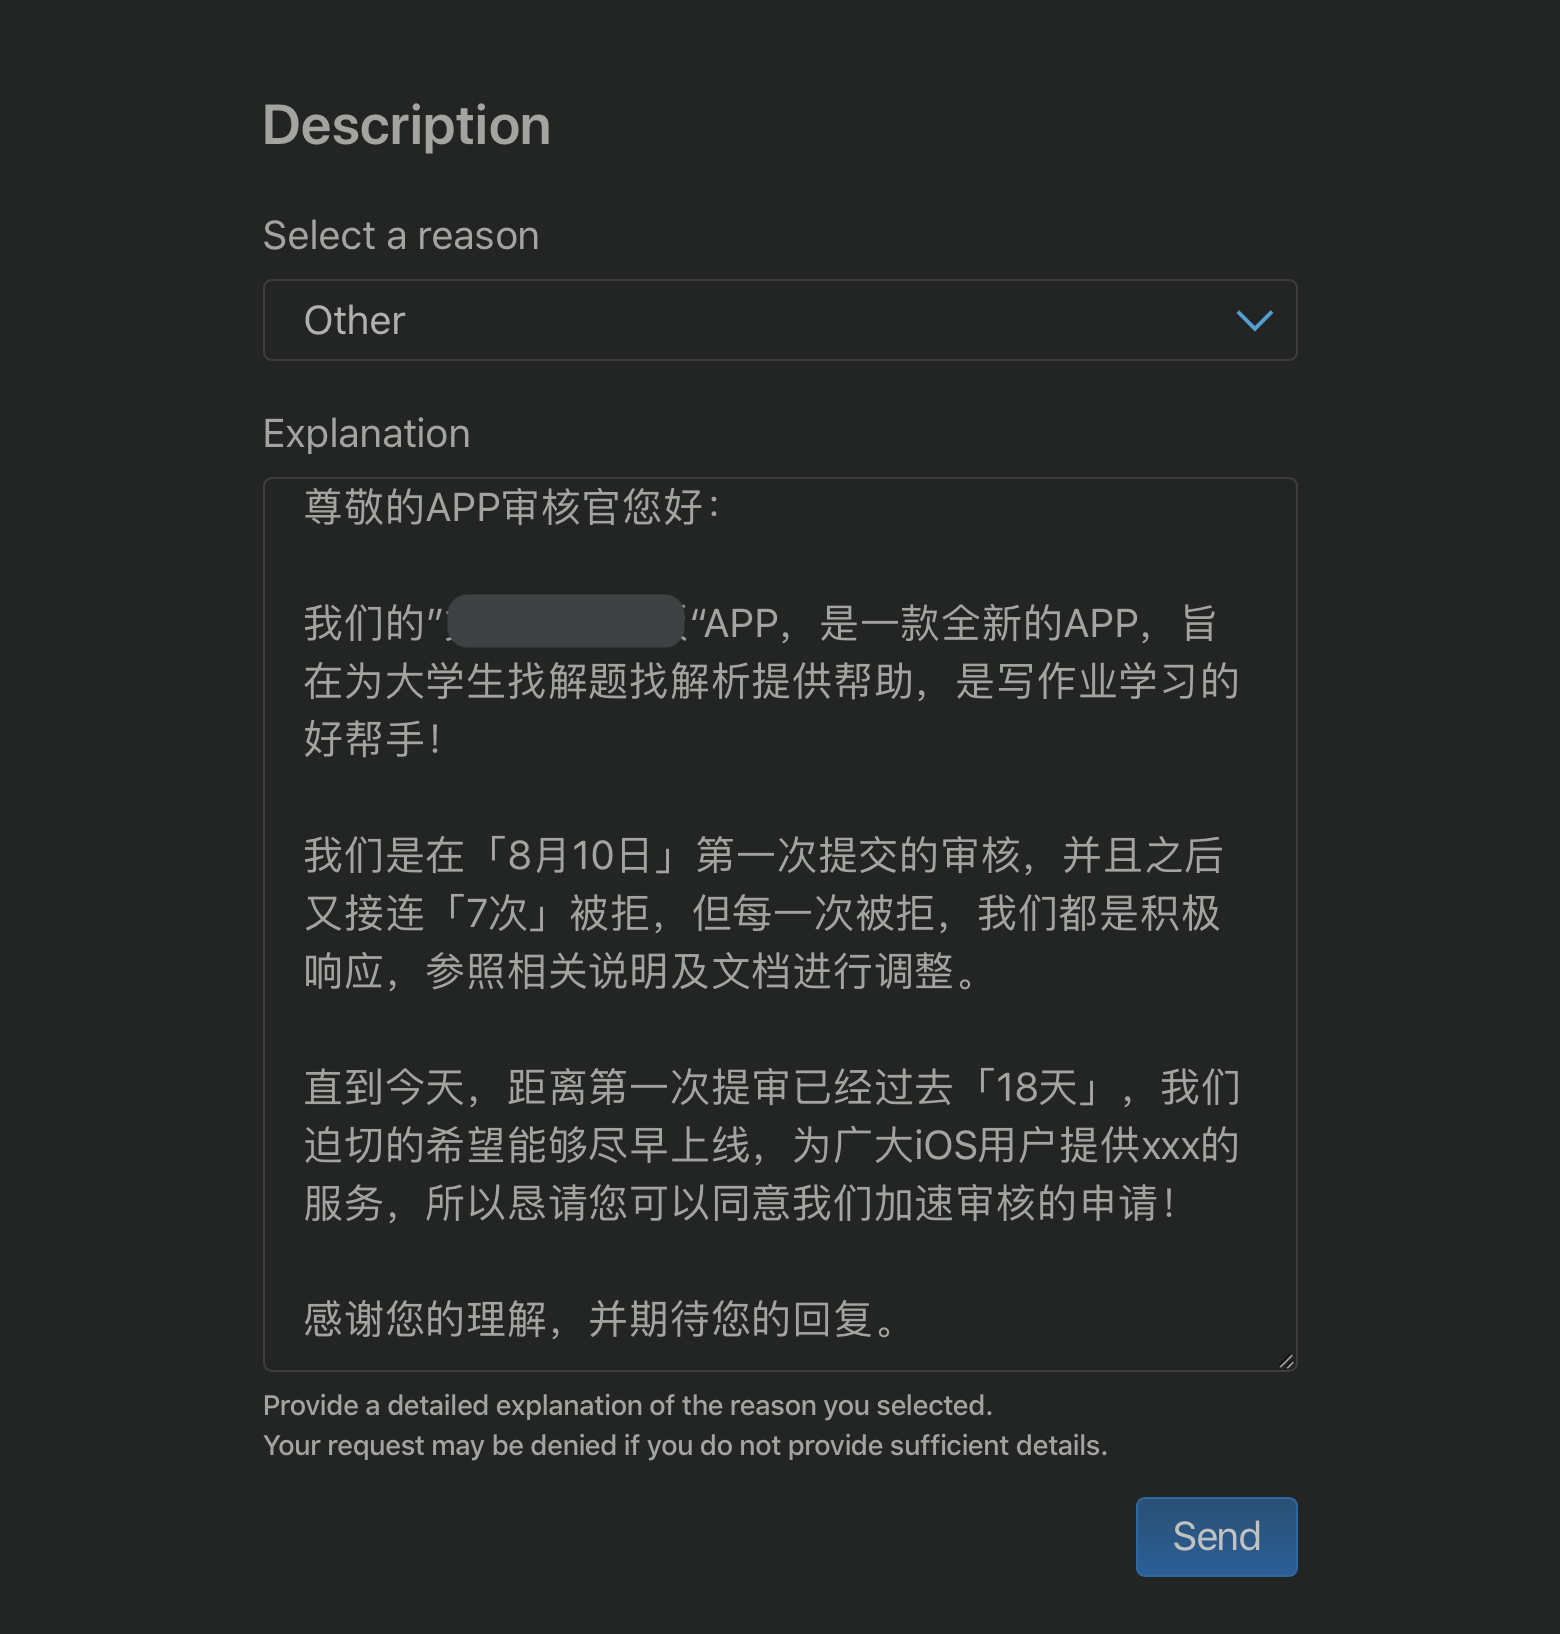 Description
Select a reason
Other
Explanation
尊敬的APP审核官您好：
我们的”“APP，是一款全新的APP，旨
在为大学生找解题找解析提供帮助，是写作业学习的
好帮手！
我们是在「8月10日」第一次提交的审核，并且之后
又接连「7次」被拒，但每一次被拒，我们都是积极
响应，参照相关说明及文档进行调整。
直到今天，距离第一次提审已经过去「18天」，我们
迫切的希望能够尽早上线，为广大iOS用户提供xxx的
服务，所以恳请您可以同意我们加速审核的申请！
感谢您的理解，并期待您的回复。
Provide a detailed explanation of the reason you selected.
Your request may be denied if you do not provide sufficient details.
Send